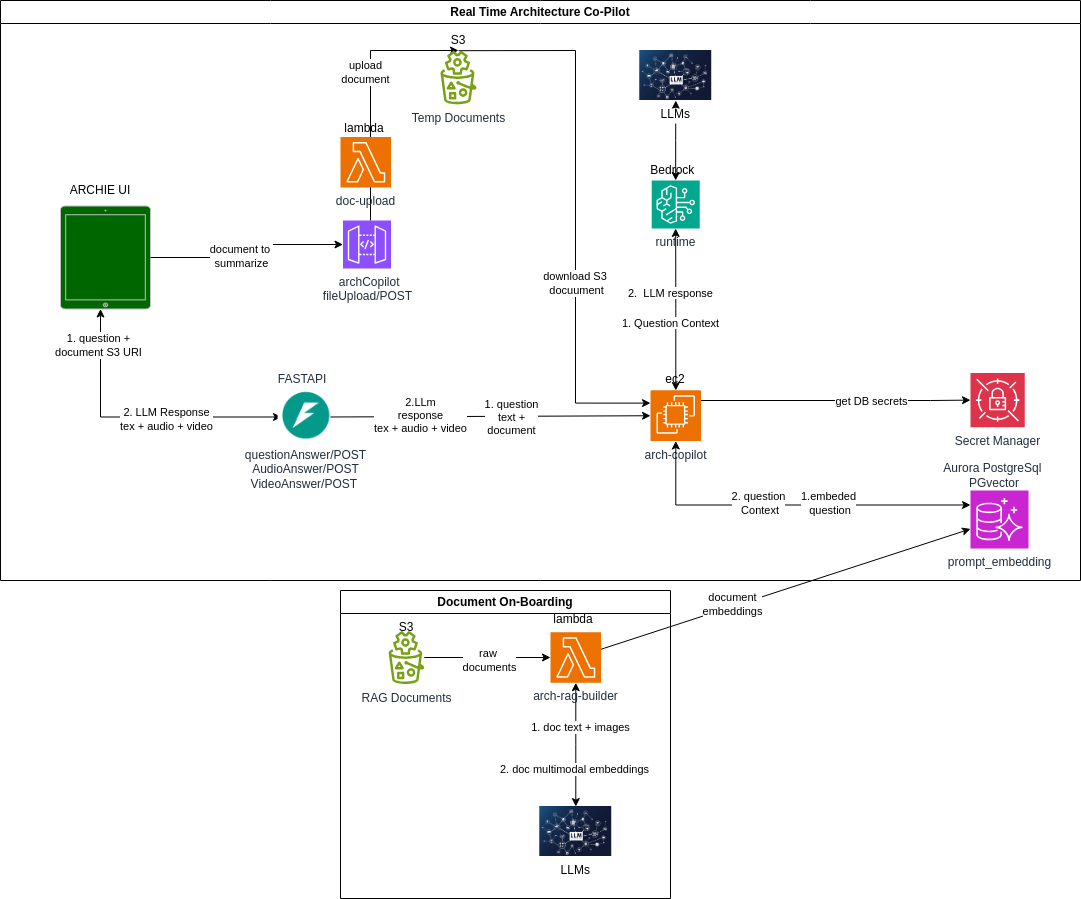 Real Time Architecture Co-Pilot
S3
upload
document
Temp Documents
LLM
LLMs
lambda
doc-upload
Bedrock
runtime
ARCHIE UI
document to
summarize
archCopilot
fileUpload/POST
download S3
docuument
2.  LLM response
1. Question Context
1. question +
document S3 URI
FASTAPI
2. LLM Response
tex + audio + video
2.LLm
response
tex + audio + video
1. question
text +
document
questionAnswer/POST
AudioAnswer/POST
VideoAnswer/POST
ec2
arch-copilot
get DB secrets
Secret Manager
Aurora PostgreSql
PGvector
2. question
Context
1.embeded
question
prompt_embedding
document
embeddings
Document On-Boarding
S3
raw
documents
RAG Documents
lambda
arch-rag-builder
1. doc text + images
2. doc multimodal embeddings
LLM
LLMs